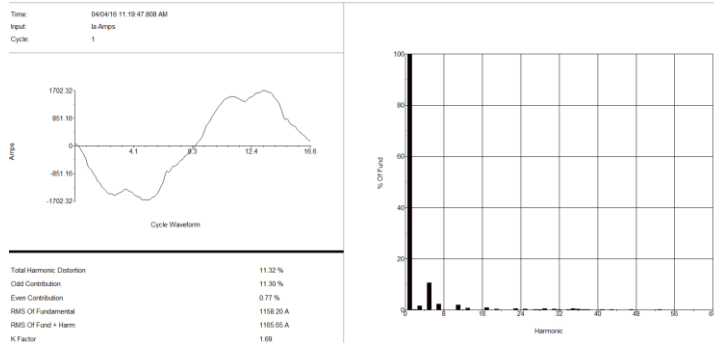 Time: 04/04/16 11:19:47.808 AM
Input: Ia Amps
Cycle: 1
1702.32
851.16
0
-851.16
-1702.32
4.1 8.3 12.4 16.6
Amps
Cycle Waveform
Total Harmonic Distortion 11.32 %
Odd Contribution 11.30 %
Even Contribution 0.77 %
RMS Of Fundamental 1158.20 A
RMS Of Fund + Harm 1165.65 A
K Factor 1.69
100
80
60
40
20
0
% Of Fund
0 8 16 24 32 40 48 56 64
Harmonic